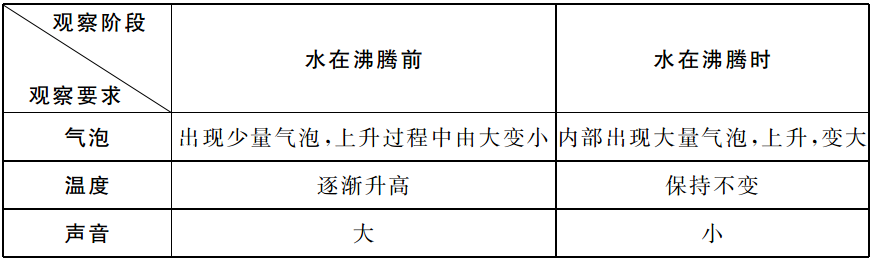 观察阶段
观察要求
水在沸腾前
水在沸腾时
气泡
出现少量气泡,上升过程中由大变小
内部出现大量气泡,上升,变大
温度
逐渐升高
保持不变
声音
大
小